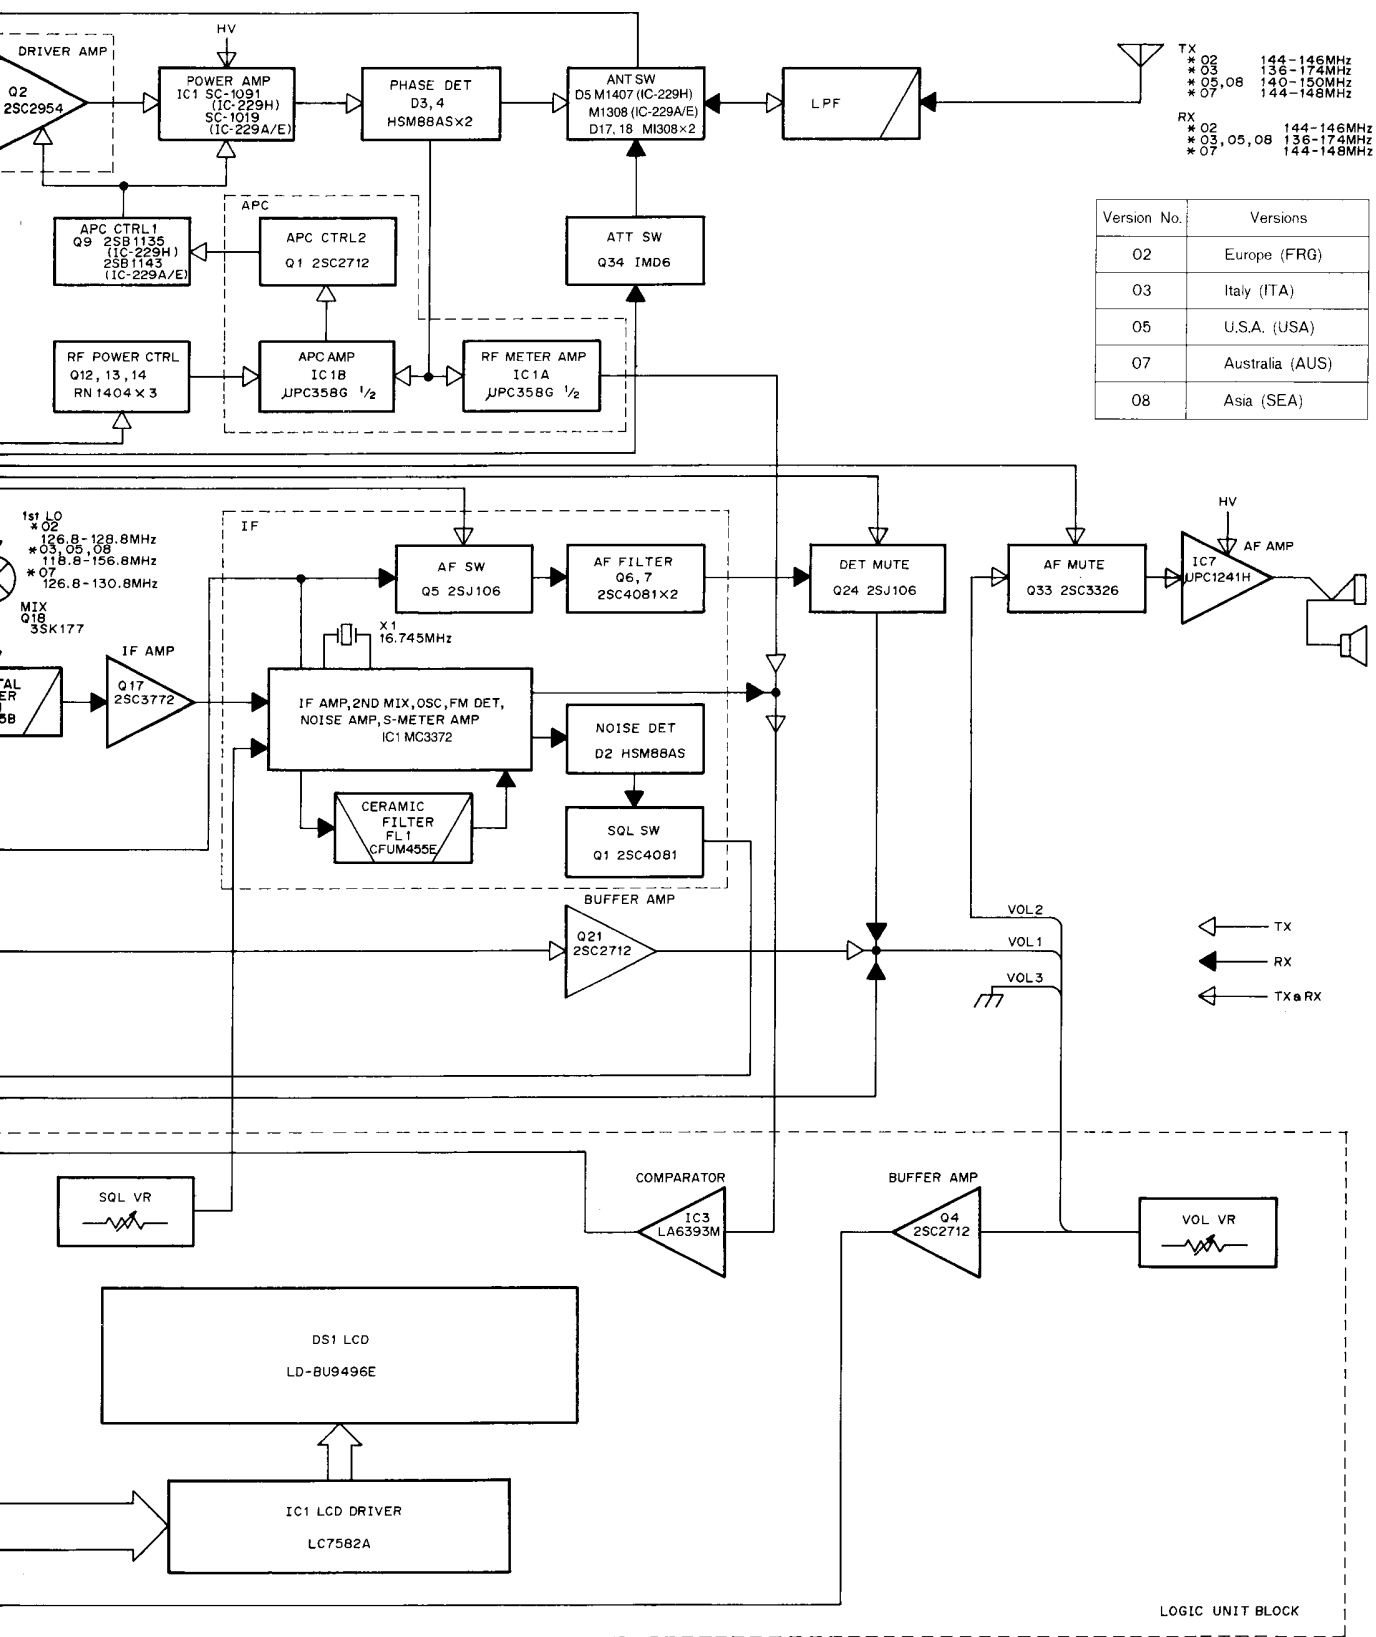 DRIVER AMP
Q2
2SC2954
HV
POWER AMP
IC1 SC-1091
(IC-229H)
SC-1019
(IC-229A/E)
PHASE DET
D3, 4
HSM88AS×2
ANT SW
D5 M1407 (IC-229H)
M1308 (IC-229A/E)
D17, 18 MI308×2
LPF
TX
*02 144-146MHz
*03 136-174MHz
*05,08 140-150MHz
*07 144-148MHz
RX
*02 144-146MHz
*03,05,08 136-174MHz
*07 144-148MHz
Version No. Versions
02 Europe (FRG)
03 Italy (ITA)
05 U.S.A. (USA)
07 Australia (AUS)
08 Asia (SEA)
APC
APC CTRL1
Q9 2SB1135
(IC-229H)
2SB1143
(IC-229A/E)
APC CTRL2
Q1 2SC2712
ATT SW
Q34 IMD6
RF POWER CTRL
Q12, 13, 14
RN1404×3
APC AMP
IC1B
μPC358G 1/2
RF METER AMP
IC1A
μPC358G 1/2
1st LO
*02
126.8-128.8MHz
*03,05,08
118.8-156.8MHz
*07
126.8-130.8MHz
MIX
Q18
3SK177
IF
AF SW
Q5 2SJ106
AF FILTER
Q6, 7
2SC4081×2
DET MUTE
Q24 2SJ106
AF MUTE
Q33 2SC3326
HV
AF AMP
IC7
UPC1241H
X1
16.745MHz
IF AMP
Q17
2SC3772
TAL
ER
5B
IF AMP,2ND MIX,OSC,FM DET,
NOISE AMP,S-METER AMP
IC1 MC3372
NOISE DET
D2 HSM88AS
CERAMIC
FILTER
FL1
CFUM455E
SQL SW
Q1 2SC4081
BUFFER AMP
Q21
2SC2712
VOL2
VOL1
VOL3
TX
RX
TX&RX
SQL VR
COMPARATOR
IC3
LA6393M
BUFFER AMP
Q4
2SC2712
VOL VR
DS1 LCD
LD-BU9496E
IC1 LCD DRIVER
LC7582A
LOGIC UNIT BLOCK